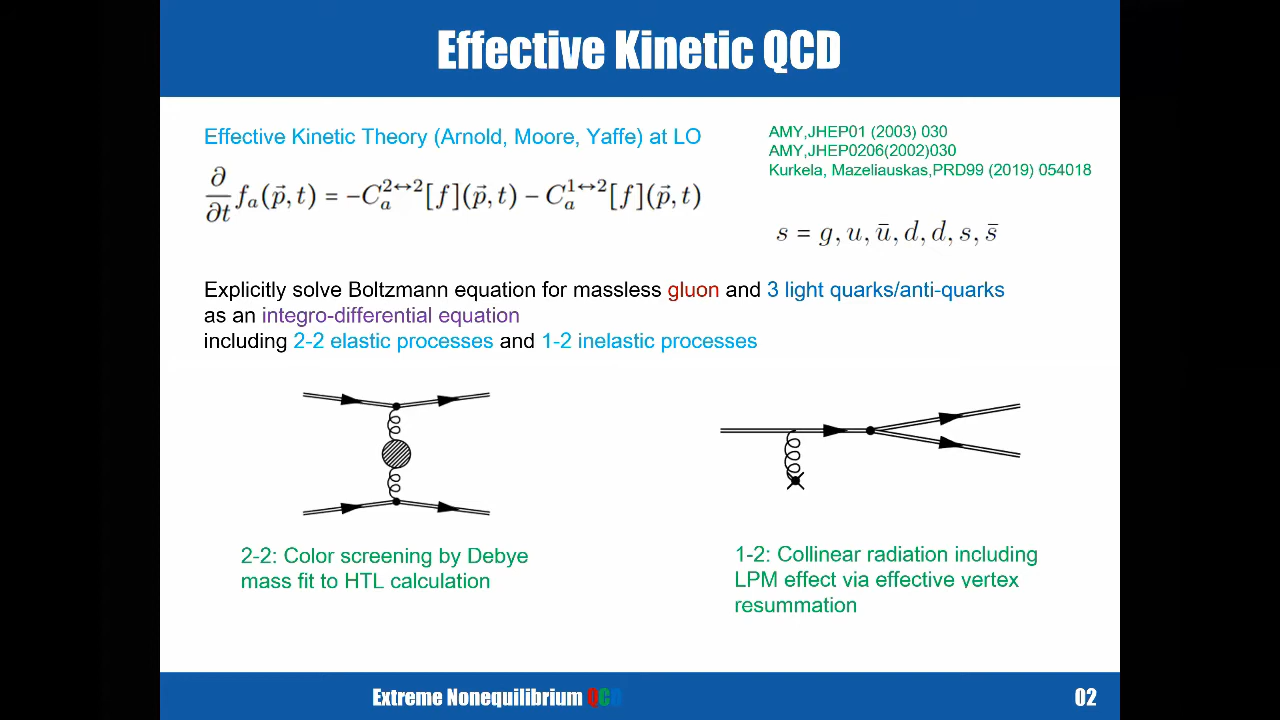 Effective Kinetic QCD
Effective Kinetic Theory (Arnold, Moore, Yaffe) at LO
AMY,JHEP01 (2003) 030
AMY,JHEP0206(2002)030
Kurkela, Mazeliauskas,PRD99 (2019) 054018
∂/∂t fₐ(p⃗, t) = −Cₐ^{2↔2}[f](p⃗, t) − Cₐ^{1↔2}[f](p⃗, t)
s = g, u, ū, d, d, s, s̄
Explicitly solve Boltzmann equation for massless gluon and 3 light quarks/anti-quarks
as an integro-differential equation
including 2-2 elastic processes and 1-2 inelastic processes
2-2: Color screening by Debye
mass fit to HTL calculation
1-2: Collinear radiation including
LPM effect via effective vertex
resummation
Extreme Nonequilibrium QCD
02